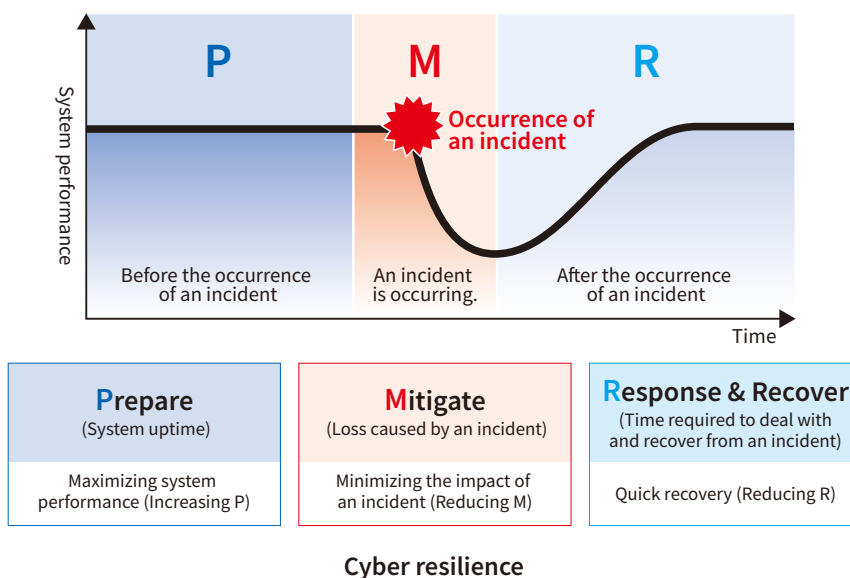 P
M
R
System performance
Occurrence of
an incident
Before the occurrence
of an incident
An incident
is occurring.
After the occurrence
of an incident
Time
Prepare
(System uptime)
Maximizing system
performance (Increasing P)
Mitigate
(Loss caused by an incident)
Minimizing the impact of
an incident (Reducing M)
Response & Recover
(Time required to deal with
and recover from an incident)
Quick recovery (Reducing R)
Cyber resilience